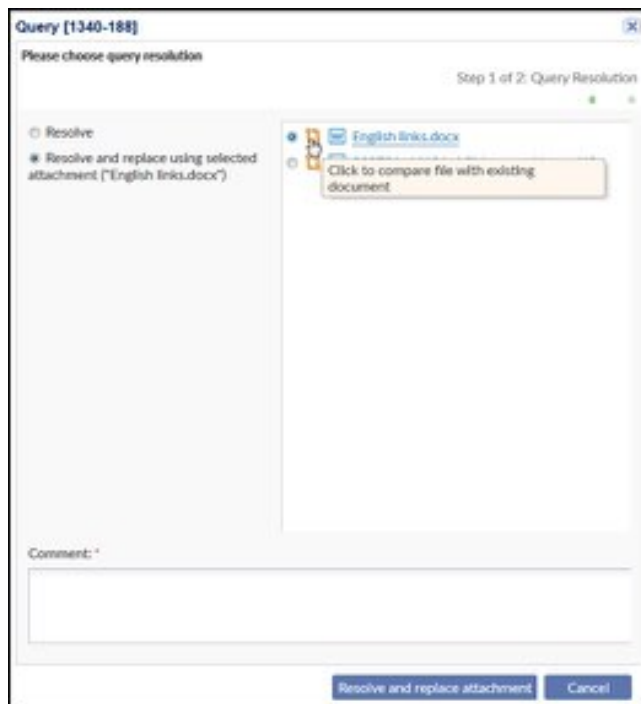 Query [1340-188]
Please choose query resolution
Step 1 of 2: Query Resolution
Resolve
Resolve and replace using selected
attachment ("English links.docx")
English links.docx
Click to compare file with existing
document
Comment: *
Resolve and replace attachment
Cancel